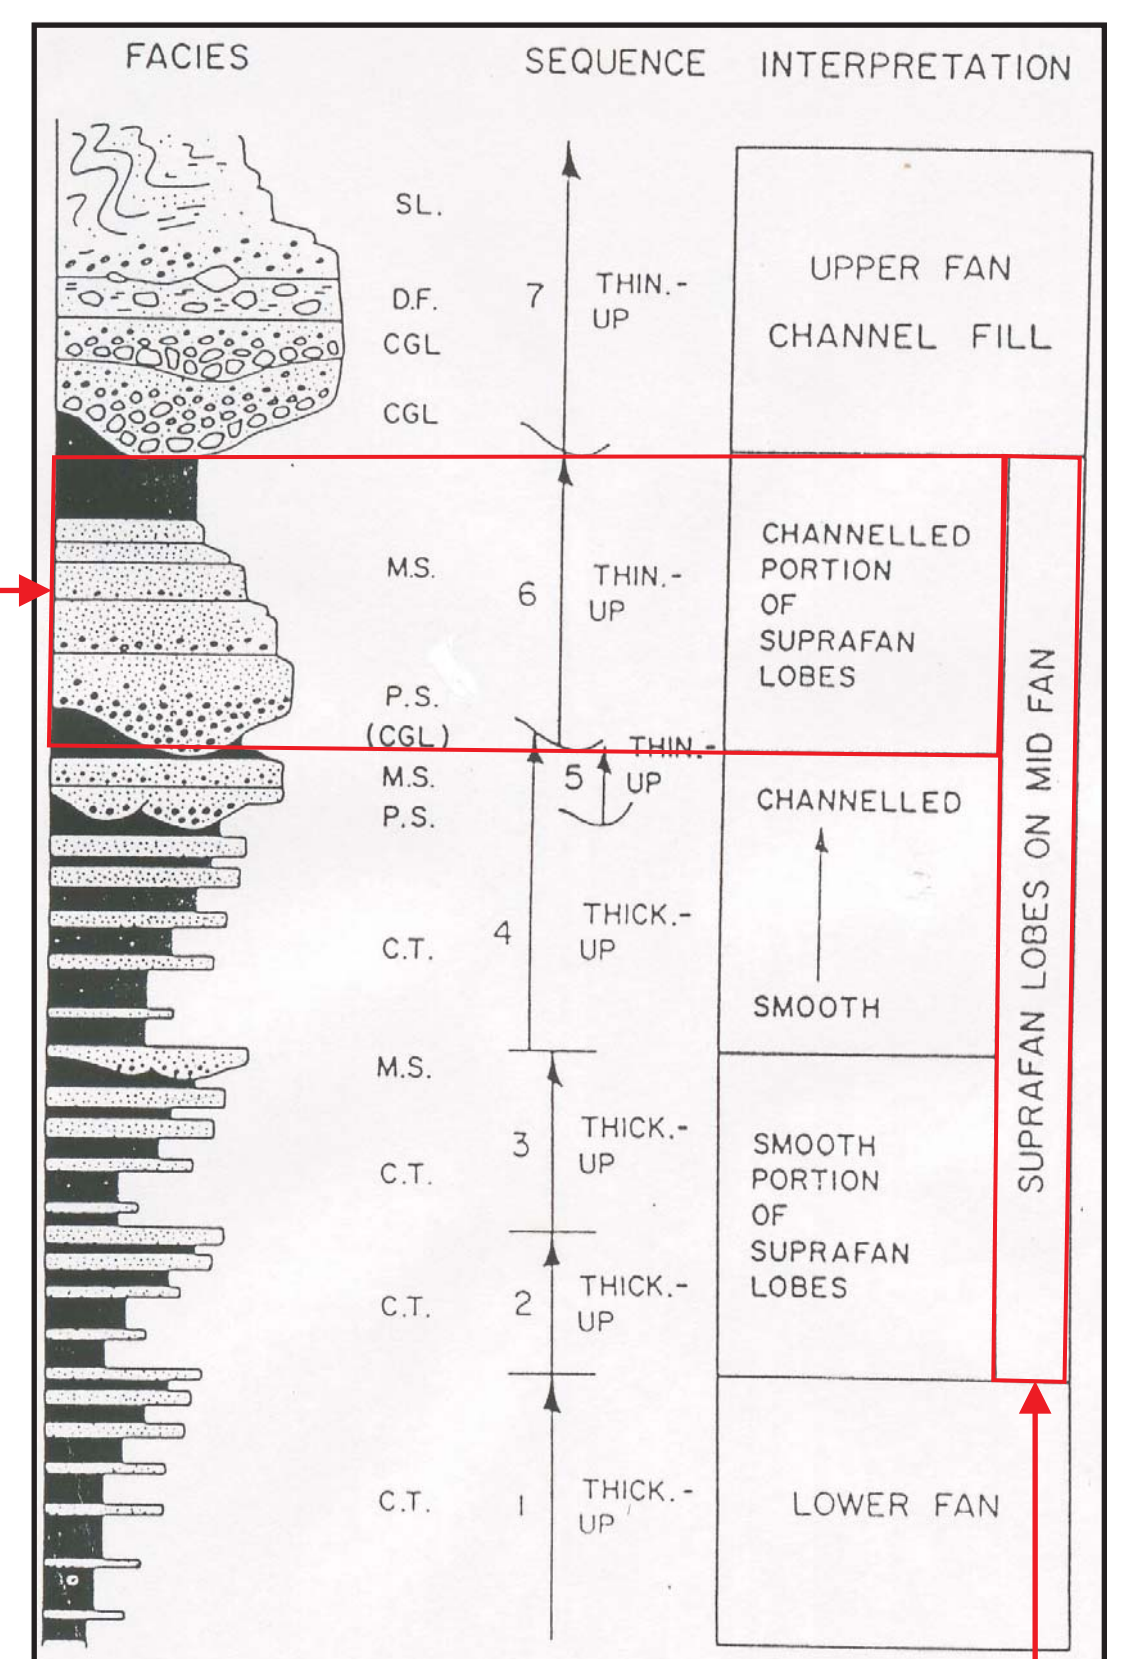 FACIES
SEQUENCE
INTERPRETATION
SL.
D.F.
CGL
CGL
7
THIN.-
UP
UPPER FAN
CHANNEL FILL
M.S.
P.S.
(CGL)
6
THIN.-
UP
CHANNELLED
PORTION
OF
SUPRAFAN
LOBES
M.S.
P.S.
5
THIN.-
UP
C.T.
4
THICK.-
UP
CHANNELLED
SMOOTH
M.S.
C.T.
3
THICK.-
UP
C.T.
2
THICK.-
UP
SMOOTH
PORTION
OF
SUPRAFAN
LOBES
SUPRAFAN LOBES ON MID FAN
C.T.
1
THICK.-
UP
LOWER FAN